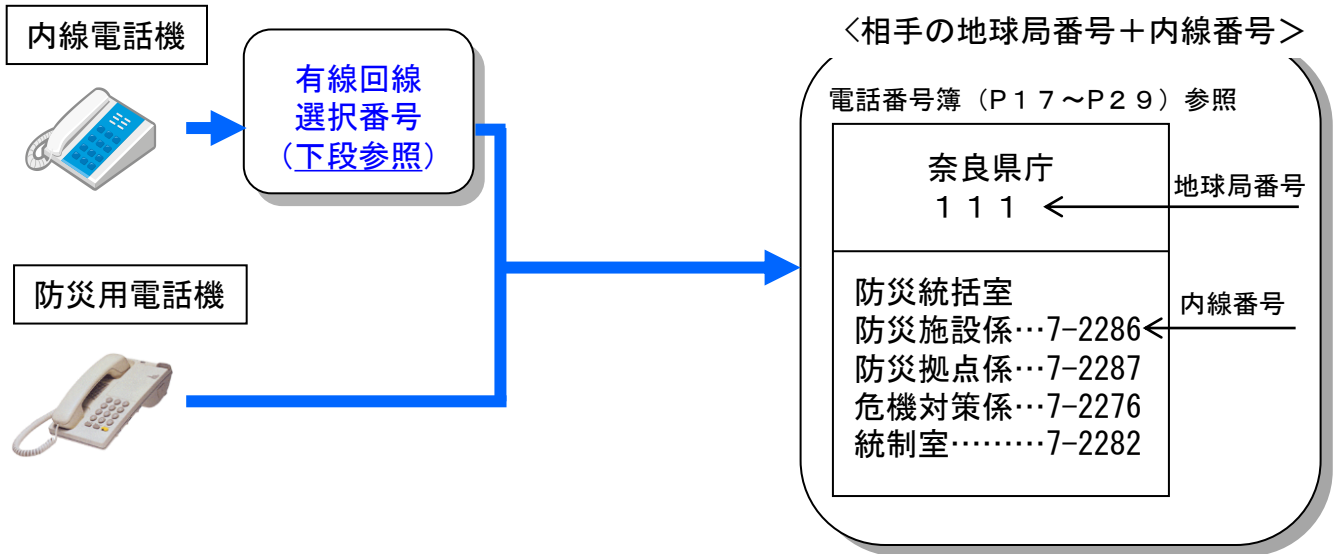 内線電話機
有線回線
選択番号
（下段参照）
防災用電話機
＜相手の地球局番号＋内線番号＞
電話番号簿（Ｐ１７～Ｐ２９）参照
奈良県庁
１１１
地球局番号
防災統括室
防災施設係…7-2286
防災拠点係…7-2287
危機対策係…7-2276
統制室………7-2282
内線番号